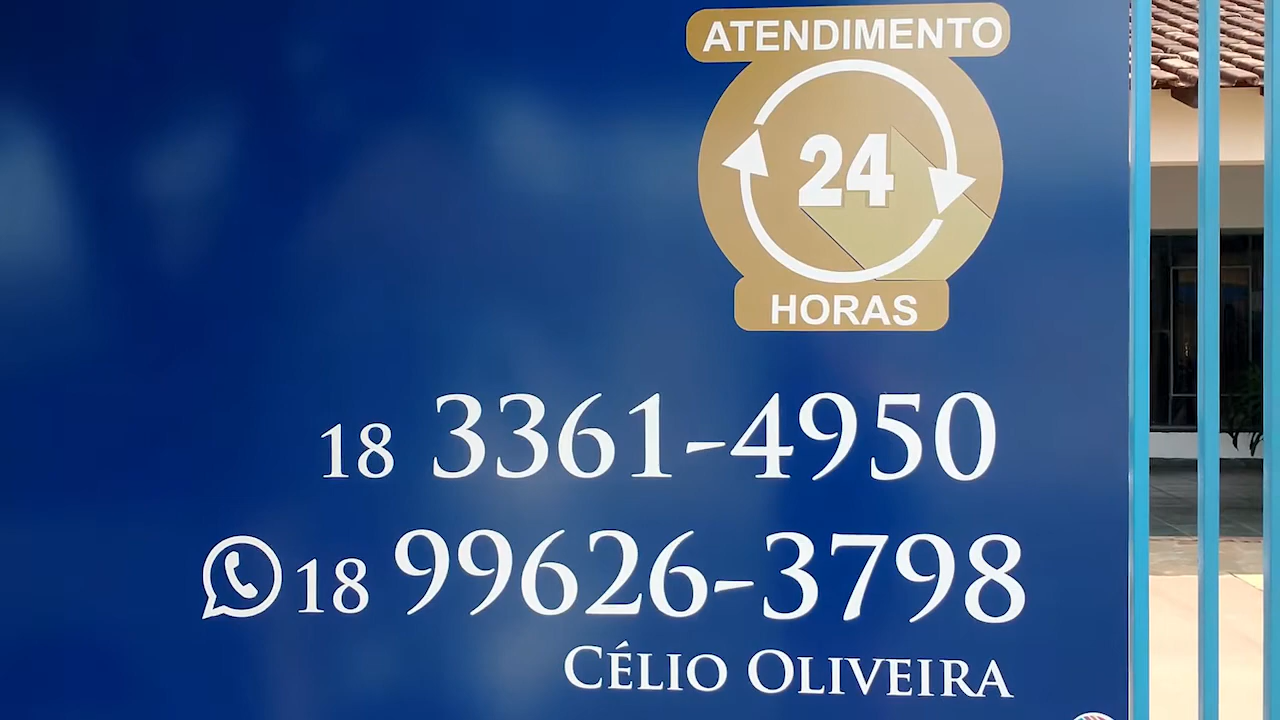 ATENDIMENTO
24
HORAS
18 3361-4950
18 99626-3798
CÉLIO OLIVEIRA